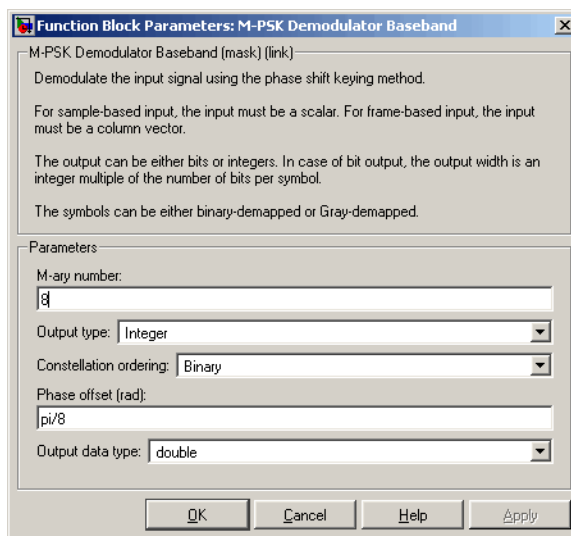 Function Block Parameters: M-PSK Demodulator Baseband
M-PSK Demodulator Baseband (mask) (link)
Demodulate the input signal using the phase shift keying method.
For sample-based input, the input must be a scalar. For frame-based input, the input
must be a column vector.
The output can be either bits or integers. In case of bit output, the output width is an
integer multiple of the number of bits per symbol.
The symbols can be either binary-demapped or Gray-demapped.
Parameters
M-ary number:
8
Output type: Integer
Constellation ordering: Binary
Phase offset (rad):
pi/8
Output data type: double
OK Cancel Help Apply